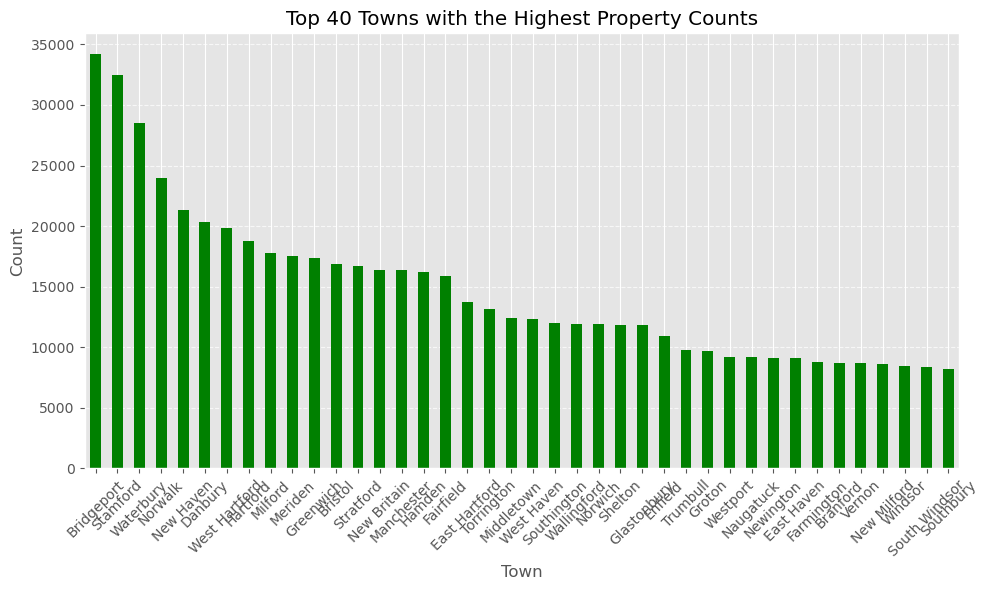 Top 40 Towns with the Highest Property Counts
Count
35000
30000
25000
20000
15000
10000
5000
0
Bridgeport
Stamford
Waterbury
Norwalk
New Haven
Danbury
West Hartford
Hartford
Milford
Meriden
Greenwich
Bristol
Stratford
New Britain
Manchester
Hamden
Fairfield
East Hartford
Torrington
Middletown
West Haven
Southington
Wallingford
Norwich
Shelton
Glastonbury
Enfield
Trumbull
Groton
Westport
Naugatuck
Newington
East Haven
Farmington
Branford
Vernon
New Milford
Windsor
South Windsor
Southbury
Town